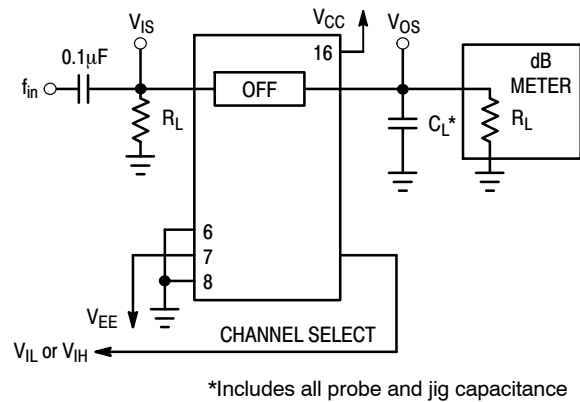 V_IS
V_CC
V_OS
0.1μF
16
dB
METER
f_in
OFF
R_L
C_L*
R_L
6
7
8
V_EE
CHANNEL SELECT
V_IL or V_IH
*Includes all probe and jig capacitance